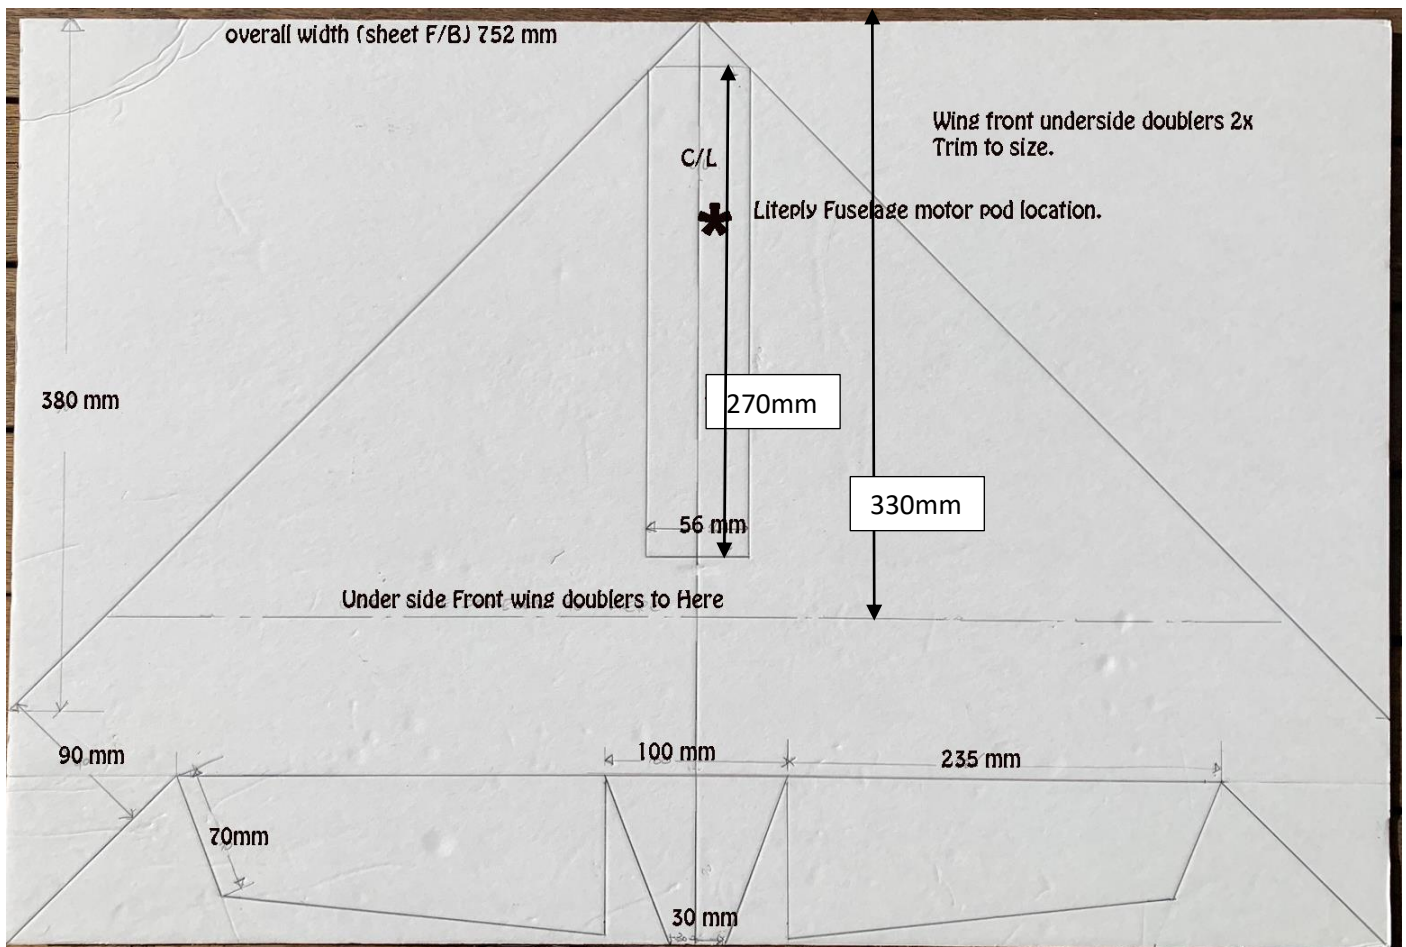 overall width (sheet F/B) 752 mm
Wing front underside doublers 2x
Trim to size.
C/L
* Liteply Fuselage motor pod location.
380 mm
270mm
330mm
56 mm
Under side Front wing doublers to Here
90 mm
100 mm
235 mm
70mm
30 mm